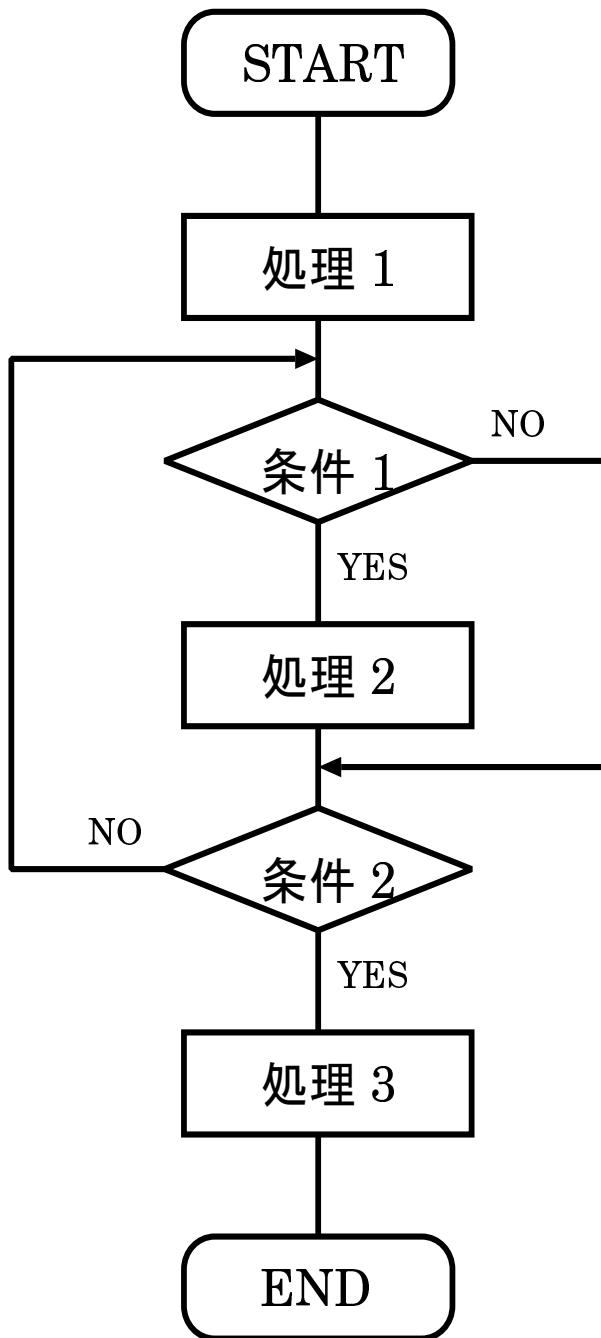 START
処理 1
NO
条件 1
YES
処理 2
NO
条件 2
YES
処理 3
END